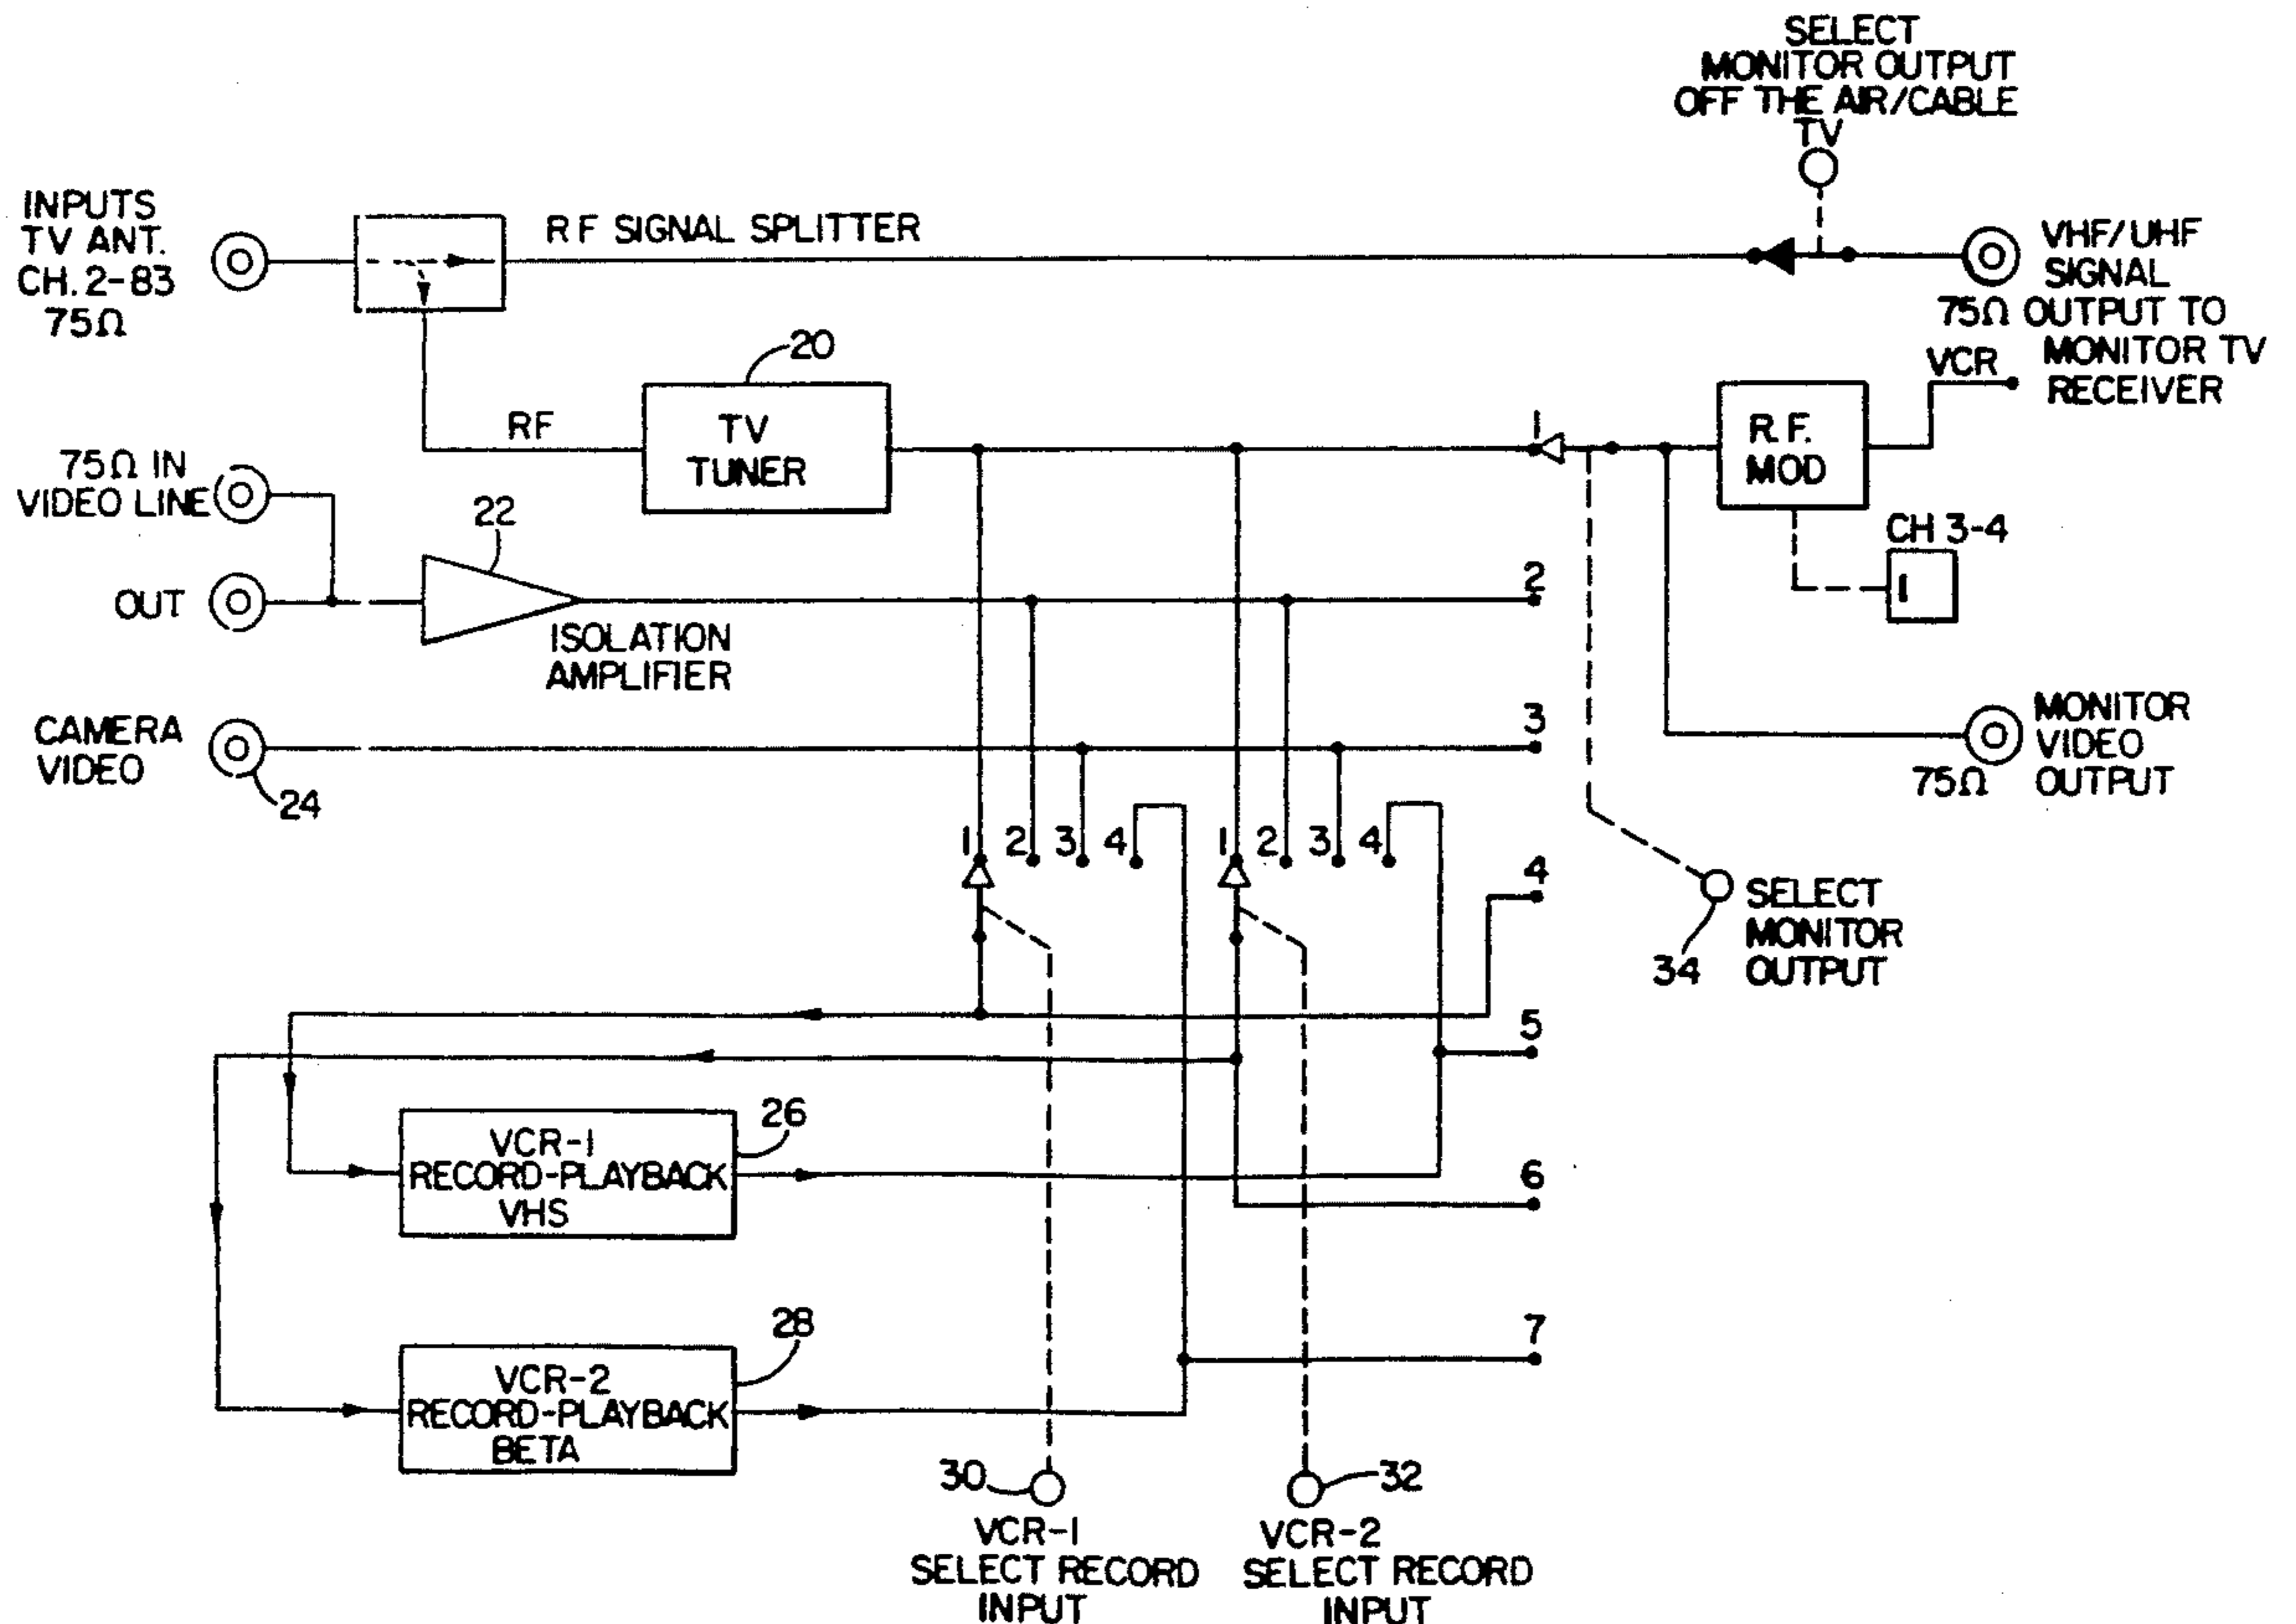 SELECT
MONITOR OUTPUT
OFF THE AIR/CABLE
TV
INPUTS
TV ANT.
CH. 2-83
75Ω
RF SIGNAL SPLITTER
VHF/UHF
SIGNAL
75Ω OUTPUT TO
MONITOR TV
RECEIVER
VCR
20
RF
TV
TUNER
1
R.F.
MOD
CH 3-4
1
75Ω IN
VIDEO LINE
22
OUT
ISOLATION
AMPLIFIER
2
CAMERA
VIDEO
24
3
MONITOR
VIDEO
75Ω OUTPUT
1 2 3 4
1 2 3 4
4
SELECT
MONITOR
34 OUTPUT
5
26
VCR-1
RECORD-PLAYBACK
VHS
6
28
VCR-2
RECORD-PLAYBACK
BETA
7
30
VCR-1
SELECT RECORD
INPUT
32
VCR-2
SELECT RECORD
INPUT